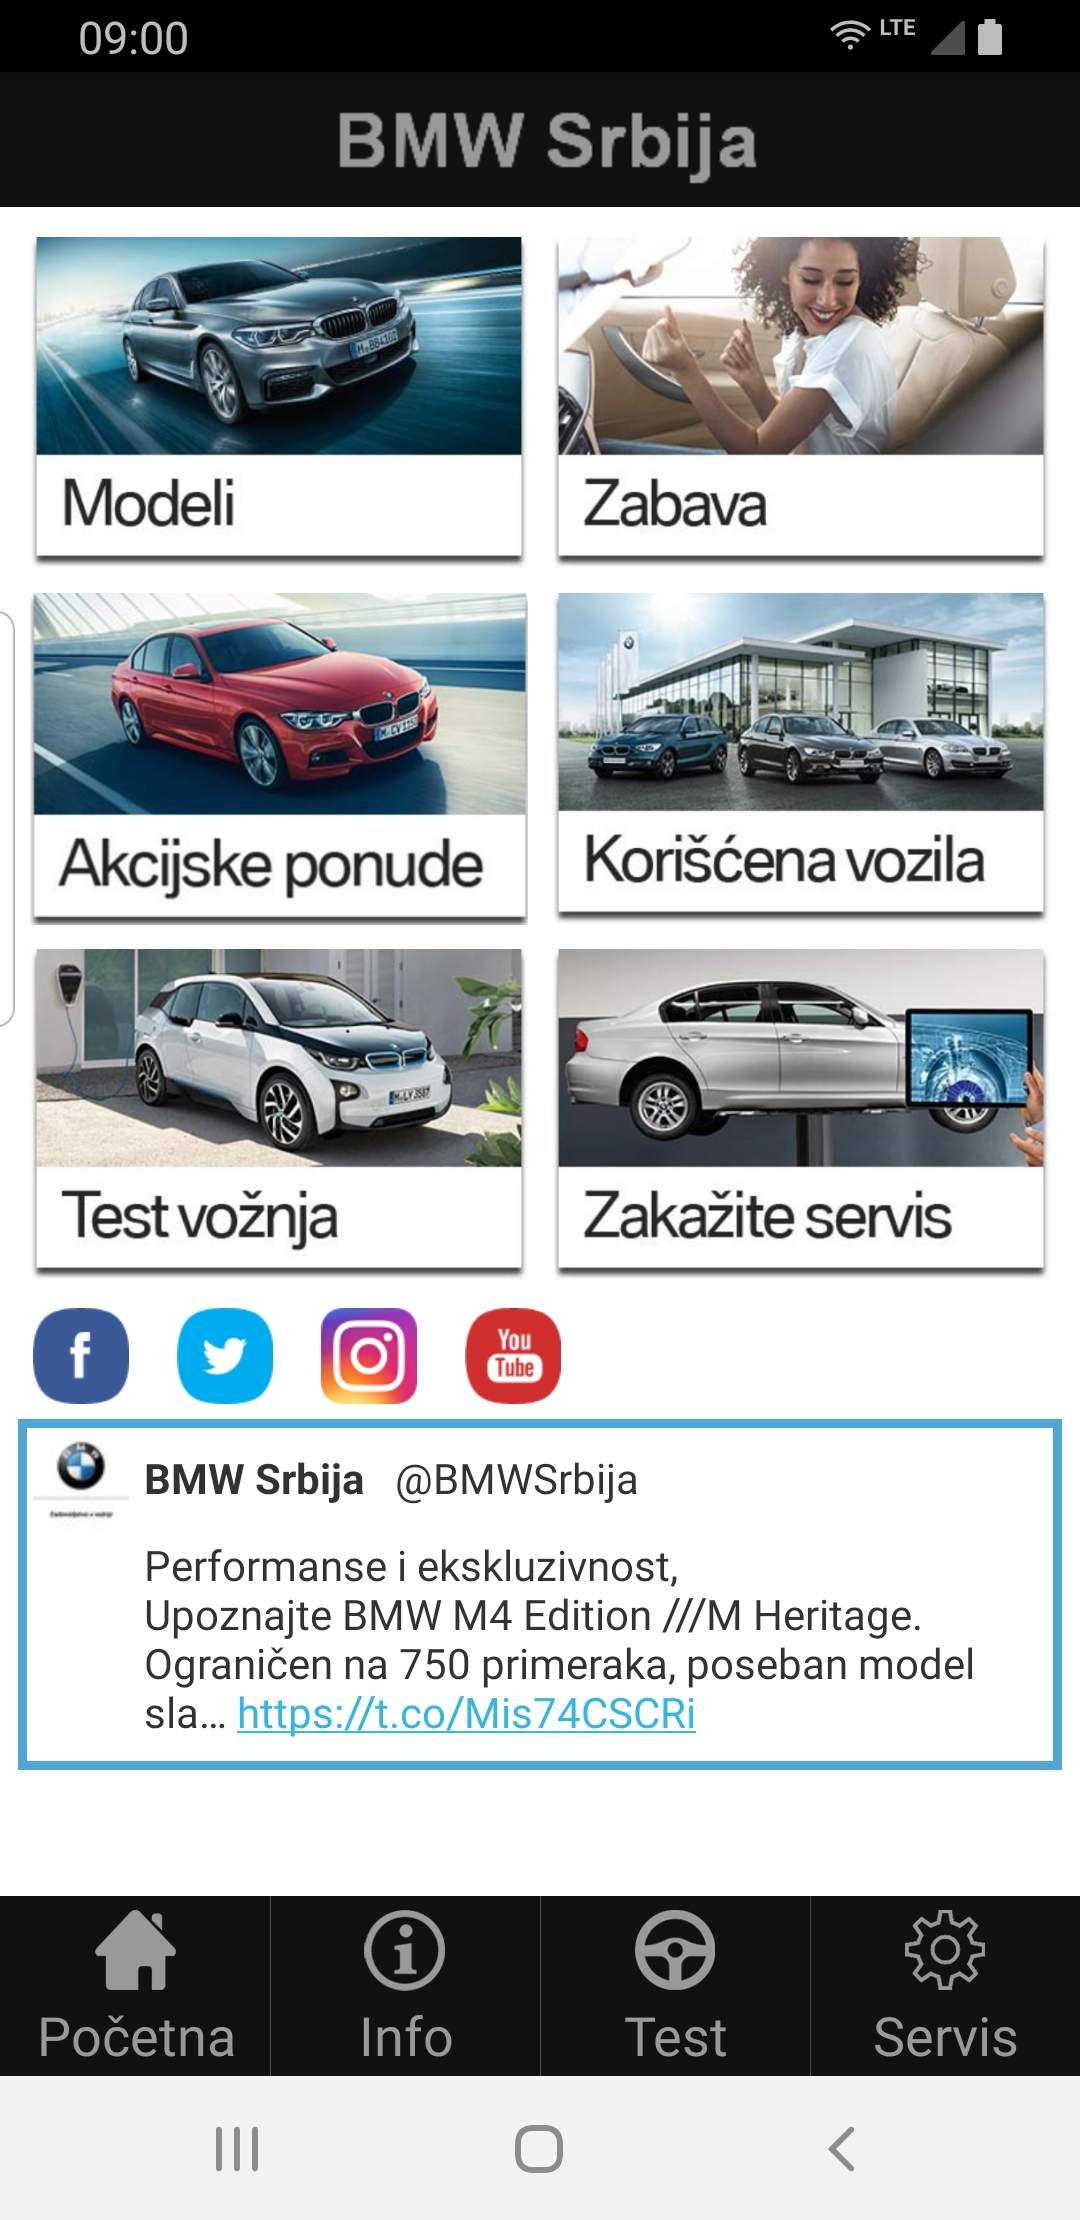 09:00
LTE
BMW Srbija
Modeli
Zabava
Akcijske ponude
Korišćena vozila
Test vožnja
Zakažite servis
You
Tube
BMW Srbija @BMWSrbija
Performanse i ekskluzivnost,
Upoznajte BMW M4 Edition ///M Heritage.
Ograničen na 750 primeraka, poseban model
sla… https://t.co/Mis74CSCRi
Početna
Info
Test
Servis